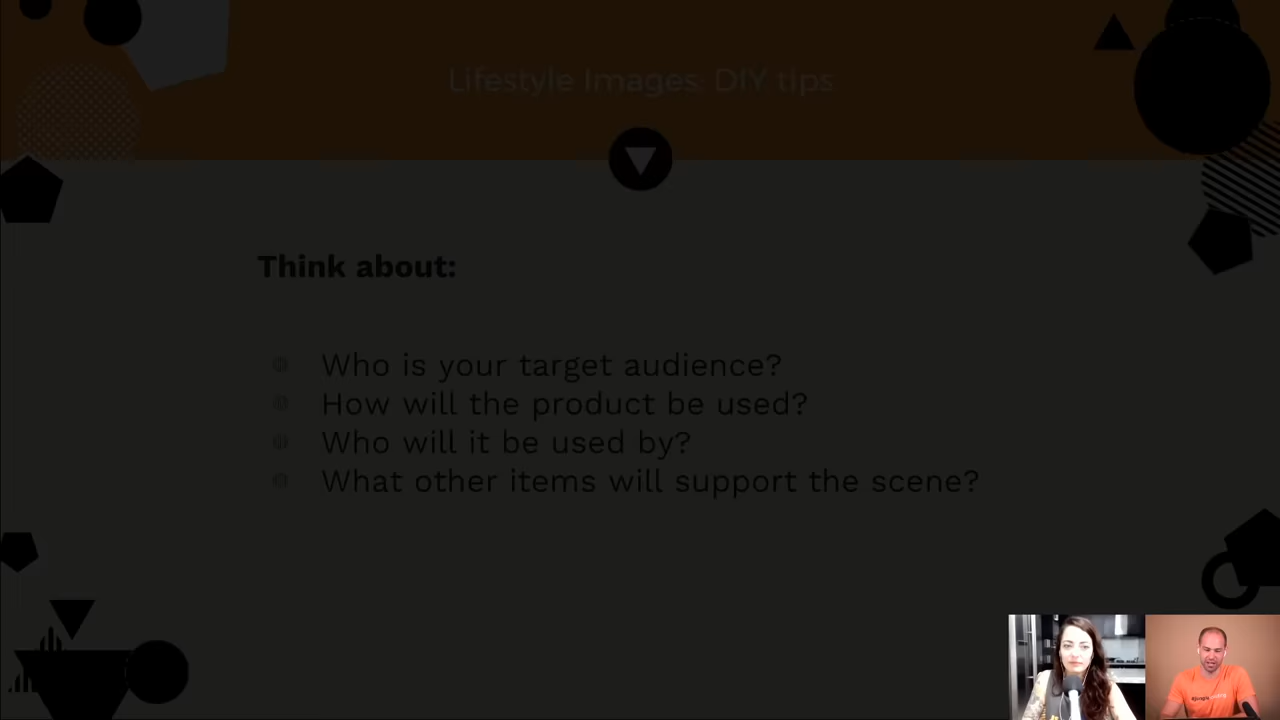 Lifestyle Images: DIY tips
Think about:
Who is your target audience?
How will the product be used?
Who will it be used by?
What other items will support the scene?